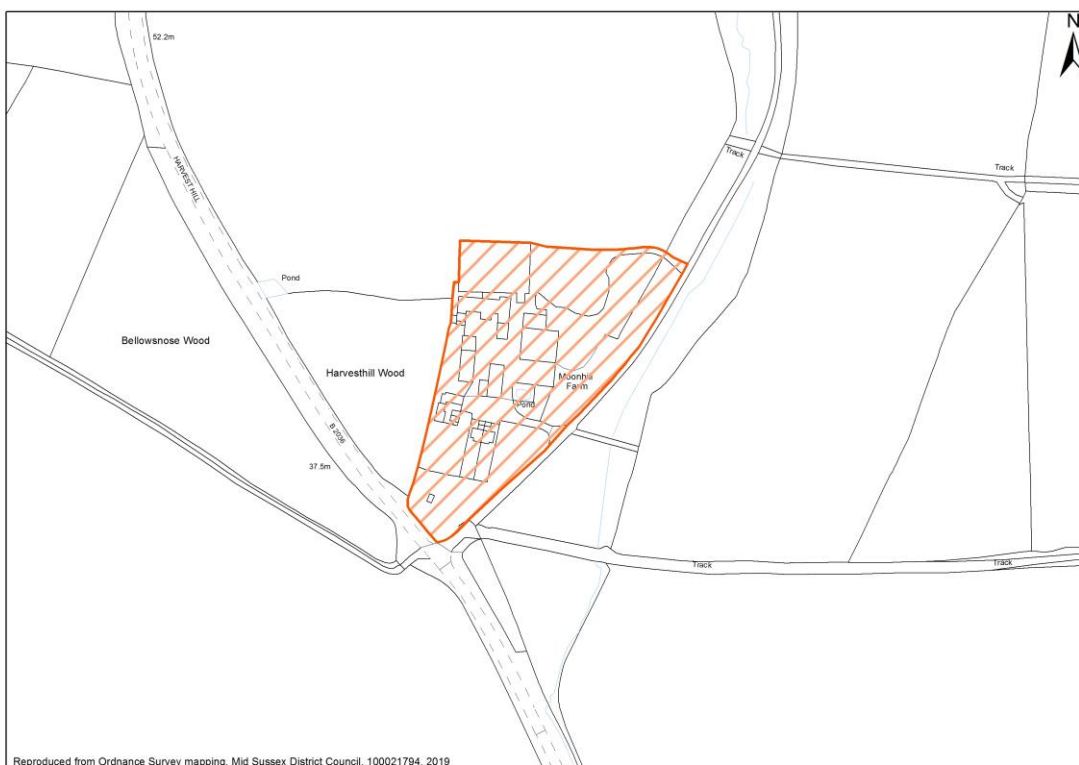 N
52.2m
HARVEST HILL
Track
Track
Pond
Bellowsnose Wood
Harvesthill Wood
Moonhill
Farm
Pond
B 2036
37.5m
Track
Track
Reproduced from Ordnance Survey mapping. Mid Sussex District Council. 100021794. 2019